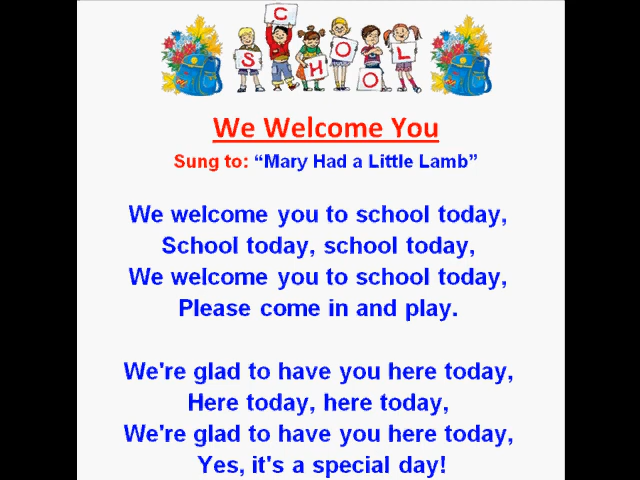 SCHOOL
We Welcome You
Sung to: “Mary Had a Little Lamb”
We welcome you to school today,
School today, school today,
We welcome you to school today,
Please come in and play.
We're glad to have you here today,
Here today, here today,
We're glad to have you here today,
Yes, it's a special day!